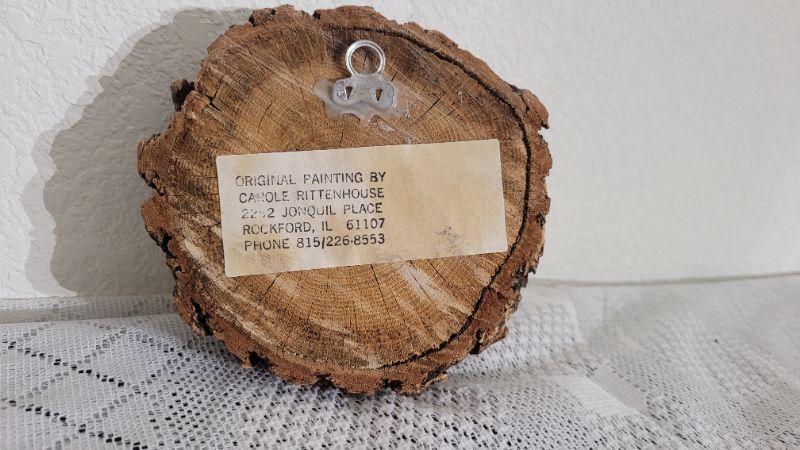 ORIGINAL PAINTING BY
CAROLE RITTENHOUSE
JONQUIL PLACE
ROCKFORD, IL 61107
PHONE 815/226-8553